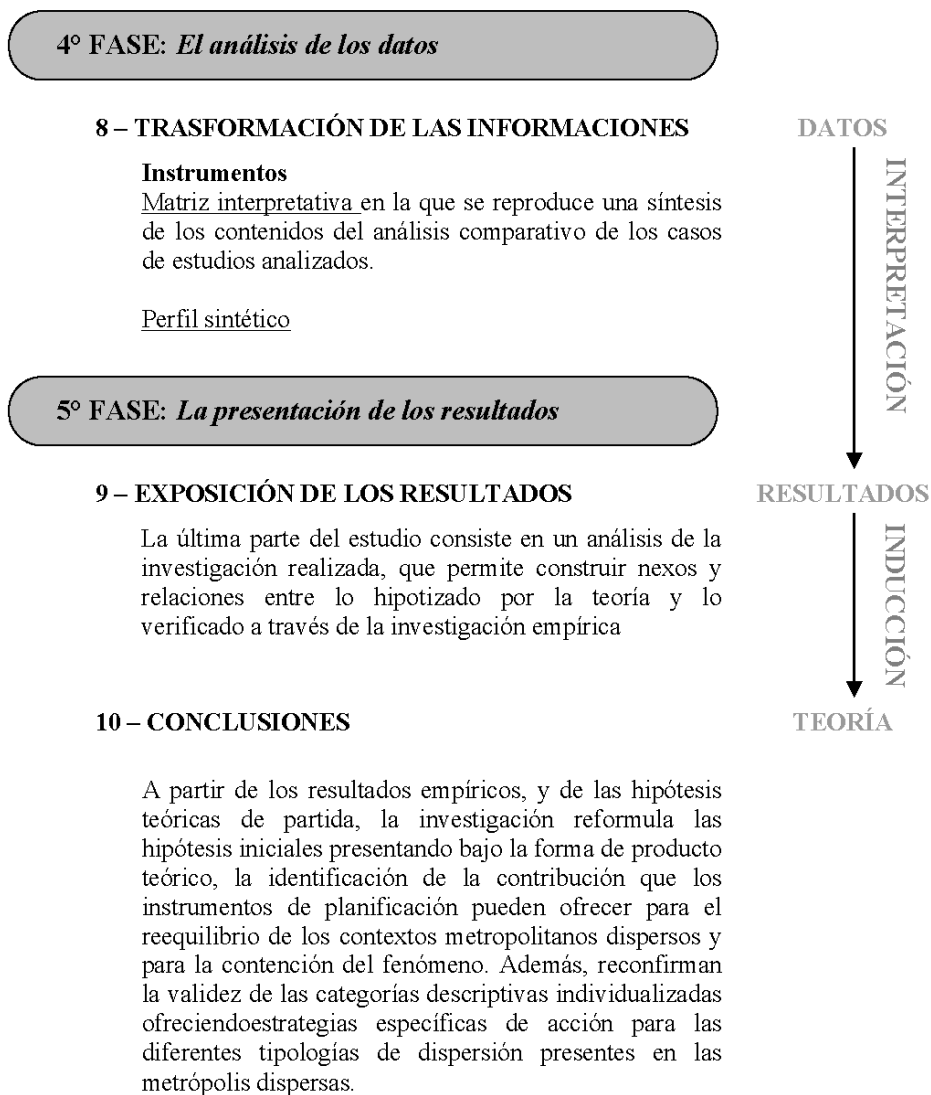 4° FASE: El análisis de los datos
8 – TRASFORMACIÓN DE LAS INFORMACIONES
DATOS
Instrumentos
Matriz interpretativa en la que se reproduce una síntesis
de los contenidos del análisis comparativo de los casos
de estudios analizados.
Perfil sintético
INTERPRETACIÓN
5° FASE: La presentación de los resultados
9 – EXPOSICIÓN DE LOS RESULTADOS
RESULTADOS
La última parte del estudio consiste en un análisis de la
investigación realizada, que permite construir nexos y
relaciones entre lo hipotizado por la teoría y lo
verificado a través de la investigación empírica
INDUCCIÓN
10 – CONCLUSIONES
TEORÍA
A partir de los resultados empíricos, y de las hipótesis
teóricas de partida, la investigación reformula las
hipótesis iniciales presentando bajo la forma de producto
teórico, la identificación de la contribución que los
instrumentos de planificación pueden ofrecer para el
reequilibrio de los contextos metropolitanos dispersos y
para la contención del fenómeno. Además, reconfirman
la validez de las categorías descriptivas individualizadas
ofreciendoestrategias específicas de acción para las
diferentes tipologías de dispersión presentes en las
metrópolis dispersas.